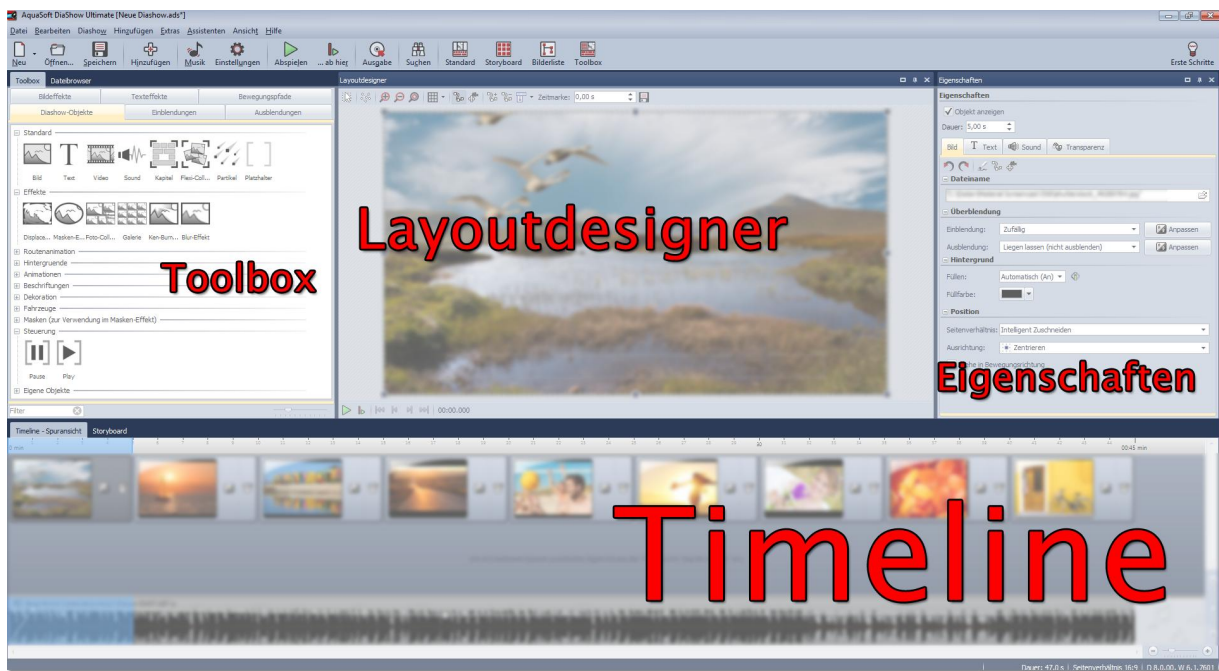 AquaSoft DiaShow Ultimate [Neue Diashow.ads*]
Datei Bearbeiten Diashow Hinzufügen Extras Assistenten Ansicht Hilfe
Neu Öffnen... Speichern Hinzufügen Musik Einstellungen Abspielen ... ab hier Ausgabe Suchen Standard Storyboard Bilderliste Toolbox Erste Schritte
Toolbox Dateibrowser
Bildeffekte Texteffekte Bewegungspfade
Diashow-Objekte Einblendungen Ausblendungen
Standard
Bild Text Video Sound Kapitel Flexi-Coll... Partikel Platzhalter
Effekte
Displace... Masken-E... Foto-Coll... Galerie Ken-Burn... Blur-Effekt
Routenanimation
Hintergruende
Animationen
Beschriftungen
Dekoration
Fahrzeuge
Masken (zur Verwendung im Masken-Effekt)
Steuerung
Pause Play
Eigene Objekte
Filter
Toolbox
Layoutdesigner
Zeitmarke: 0,00 s
Layoutdesigner
00:00.000
Eigenschaften
Eigenschaften
Objekt anzeigen
Dauer: 5,00 s
Bild Text Sound Transparenz
Dateiname
Überblendung
Einblendung: Zufällig Anpassen
Ausblendung: Liegen lassen (nicht ausblenden) Anpassen
Hintergrund
Füllen: Automatisch (An)
Füllfarbe:
Position
Seitenverhältnis: Intelligent Zuschneiden
Ausrichtung: Zentrieren
in Bewegungsrichtung
Eigenschaften
Timeline - Spuransicht Storyboard
0 min
00:45 min
Timeline
Dauer: 47,0 s Seitenverhältnis 16:9 D 8.0.00, W 6.1.7601